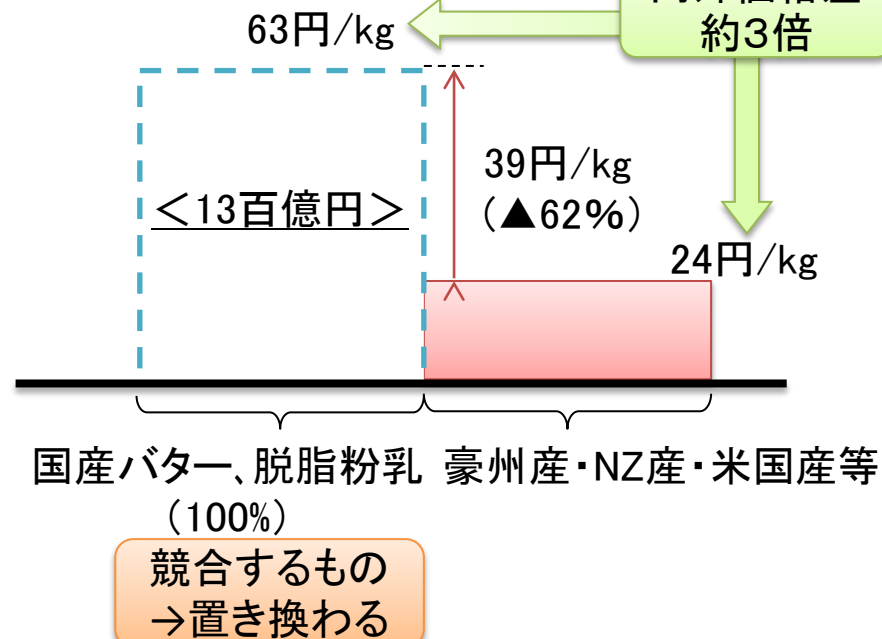 63円/kg
約3倍
39円/kg
(▲62%)
<13百億円>
24円/kg
国産バター、脱脂粉乳
豪州産・NZ産・米国産等
(100%)
競合するもの
→置き換わる